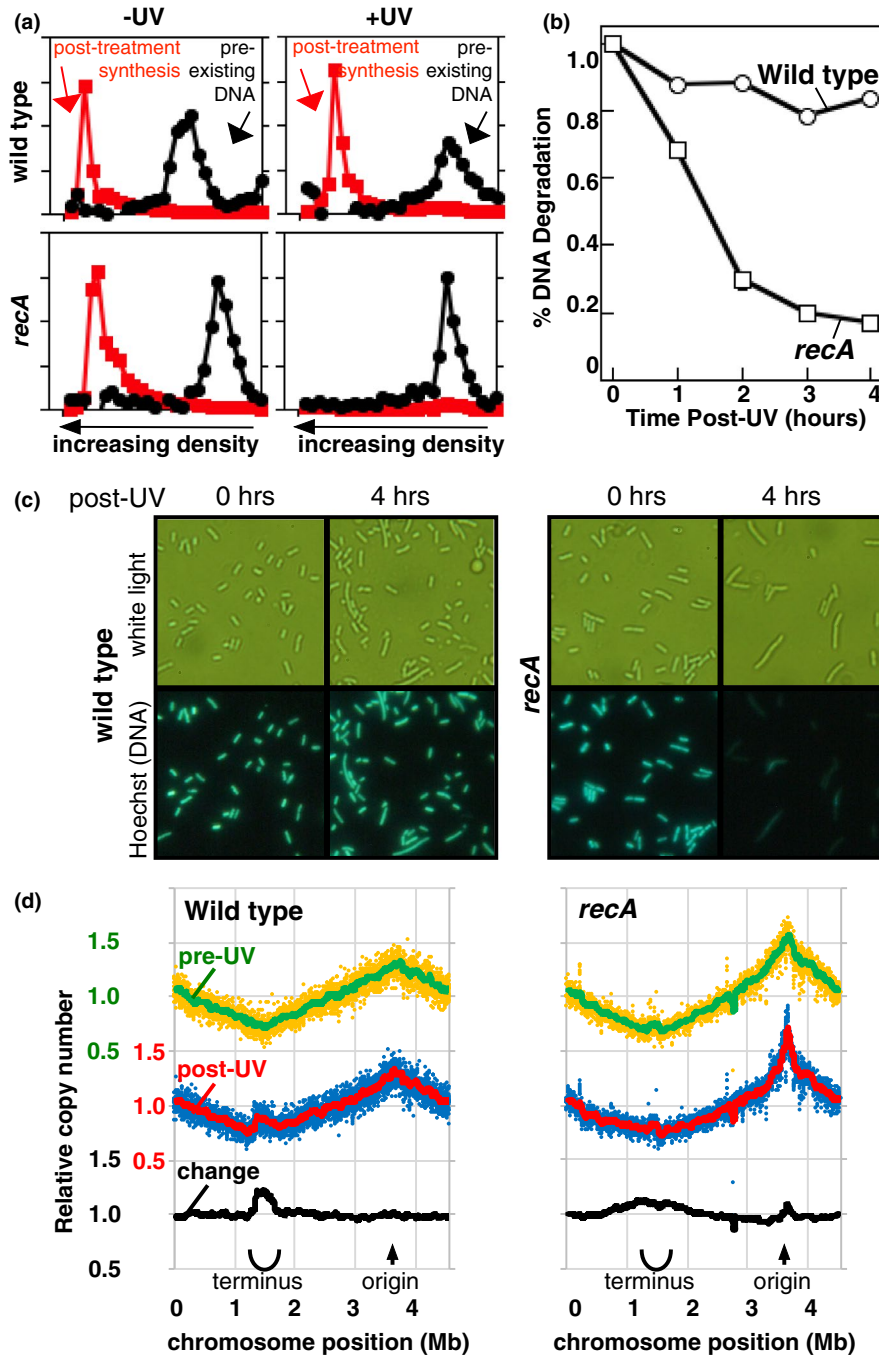 (a)
-UV
+UV
post-treatment
synthesis
pre-
existing
DNA
post-treatment
synthesis
pre-
existing
DNA
wild type
recA
increasing density
increasing density
(b)
1.0
0.8
0.6
0.4
0.2
0
% DNA Degradation
Wild type
recA
0 1 2 3 4
Time Post-UV (hours)
(c)
post-UV 0 hrs 4 hrs
0 hrs 4 hrs
wild type
white light
Hoechst (DNA)
recA
(d)
Wild type
recA
Relative copy number
1.5
1.0
0.5
pre-UV
1.5
1.0
0.5
post-UV
1.5
1.0
0.5
change
terminus
origin
terminus
origin
0 1 2 3 4
chromosome position (Mb)
0 1 2 3 4
chromosome position (Mb)